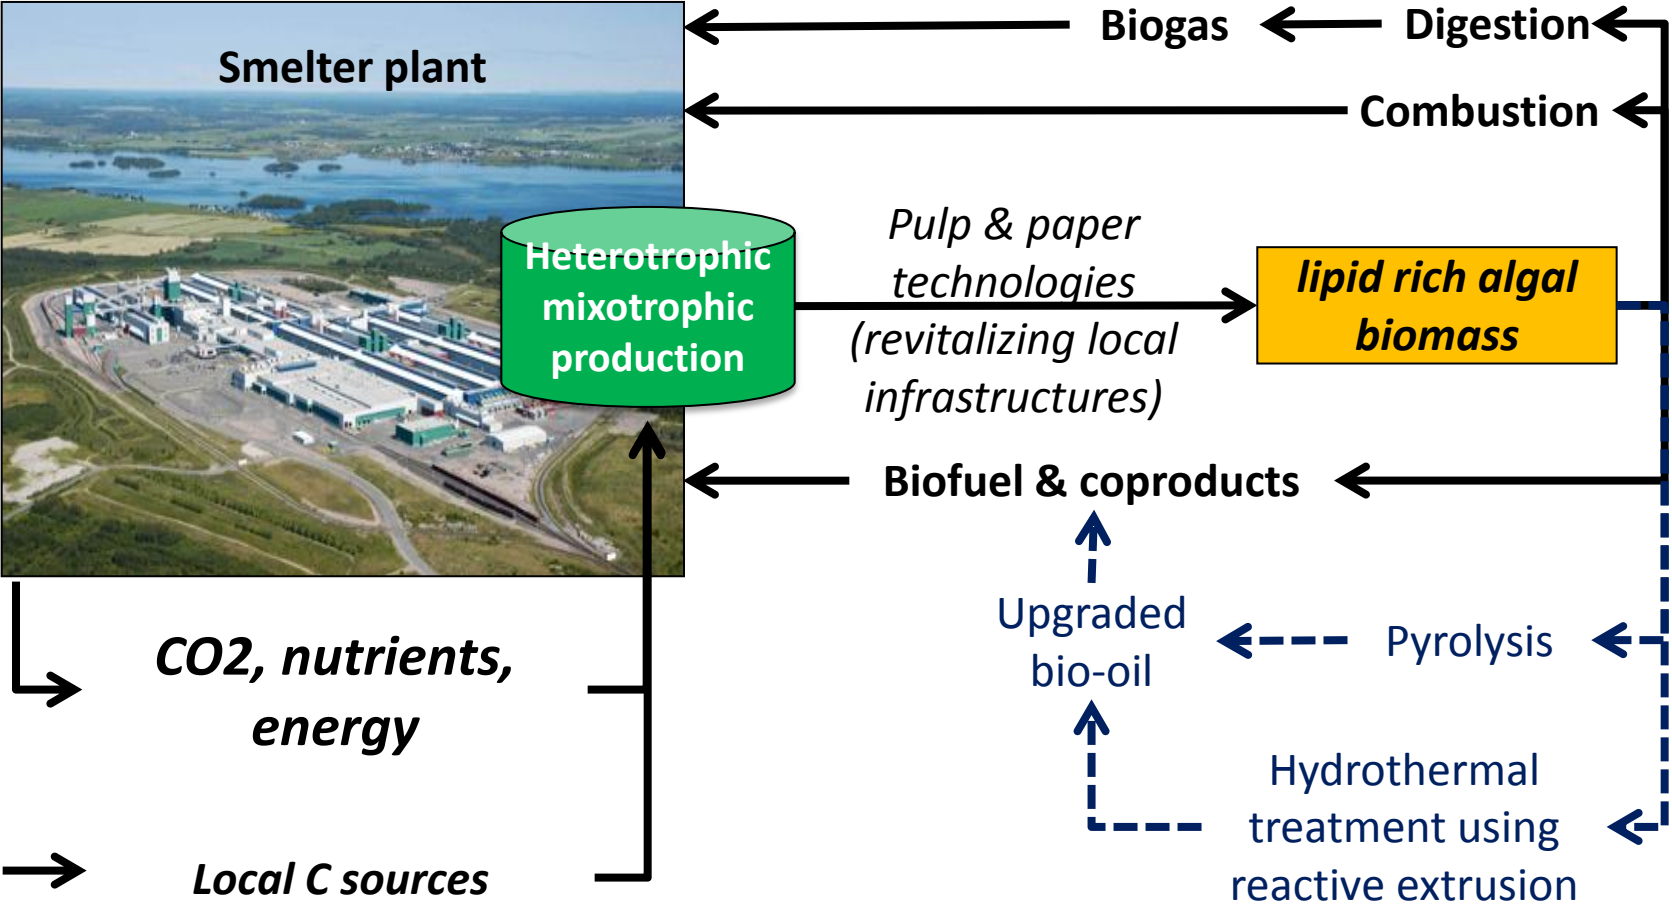 Smelter plant
Biogas
Digestion
Combustion
Heterotrophic
mixotrophic
production
Pulp & paper
technologies
(revitalizing local
infrastructures)
lipid rich algal
biomass
Biofuel & coproducts
CO2, nutrients,
energy
Local C sources
Upgraded
bio-oil
Pyrolysis
Hydrothermal
treatment using
reactive extrusion